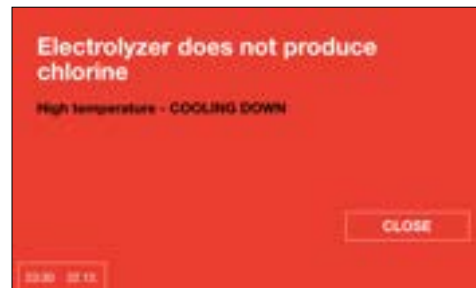 Electrolyzer does not produce
chlorine
High temperature - COOLING DOWN
CLOSE